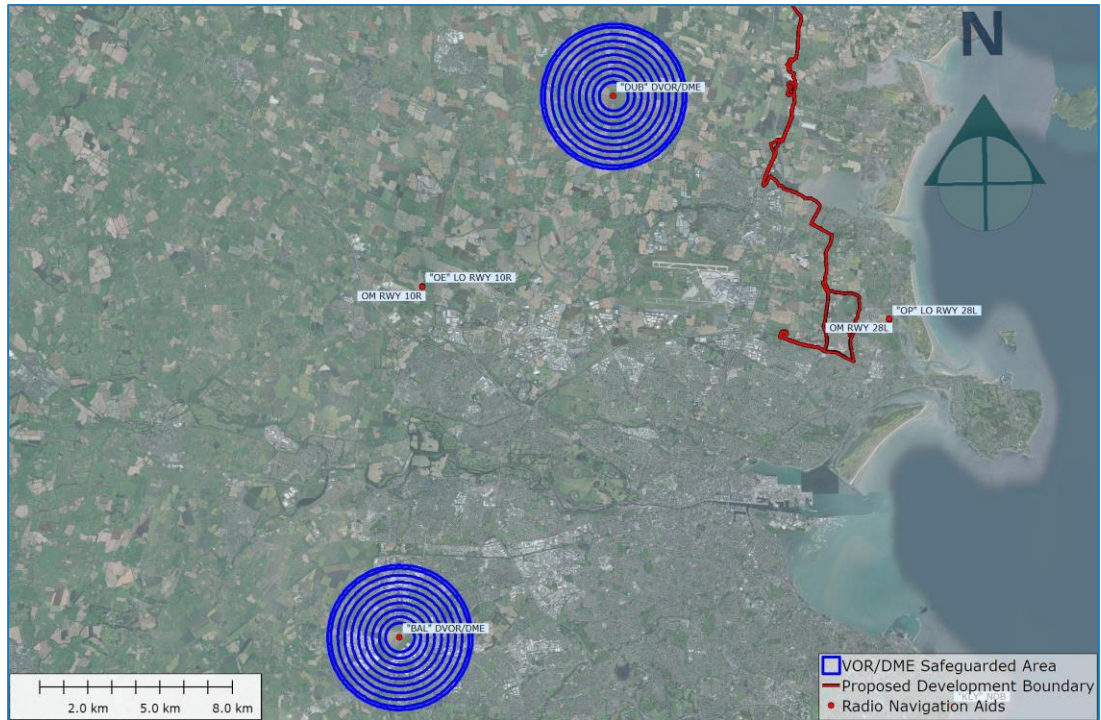 N
"DUB" DVOR/DME
"OE" LO RWY 10R
OM RWY 10R
"OP" LO RWY 28L
OM RWY 28L
"BAL" DVOR/DME
2.0 km 5.0 km 8.0 km
VOR/DME Safeguarded Area
Proposed Development Boundary
"KLY" NDB
Radio Navigation Aids